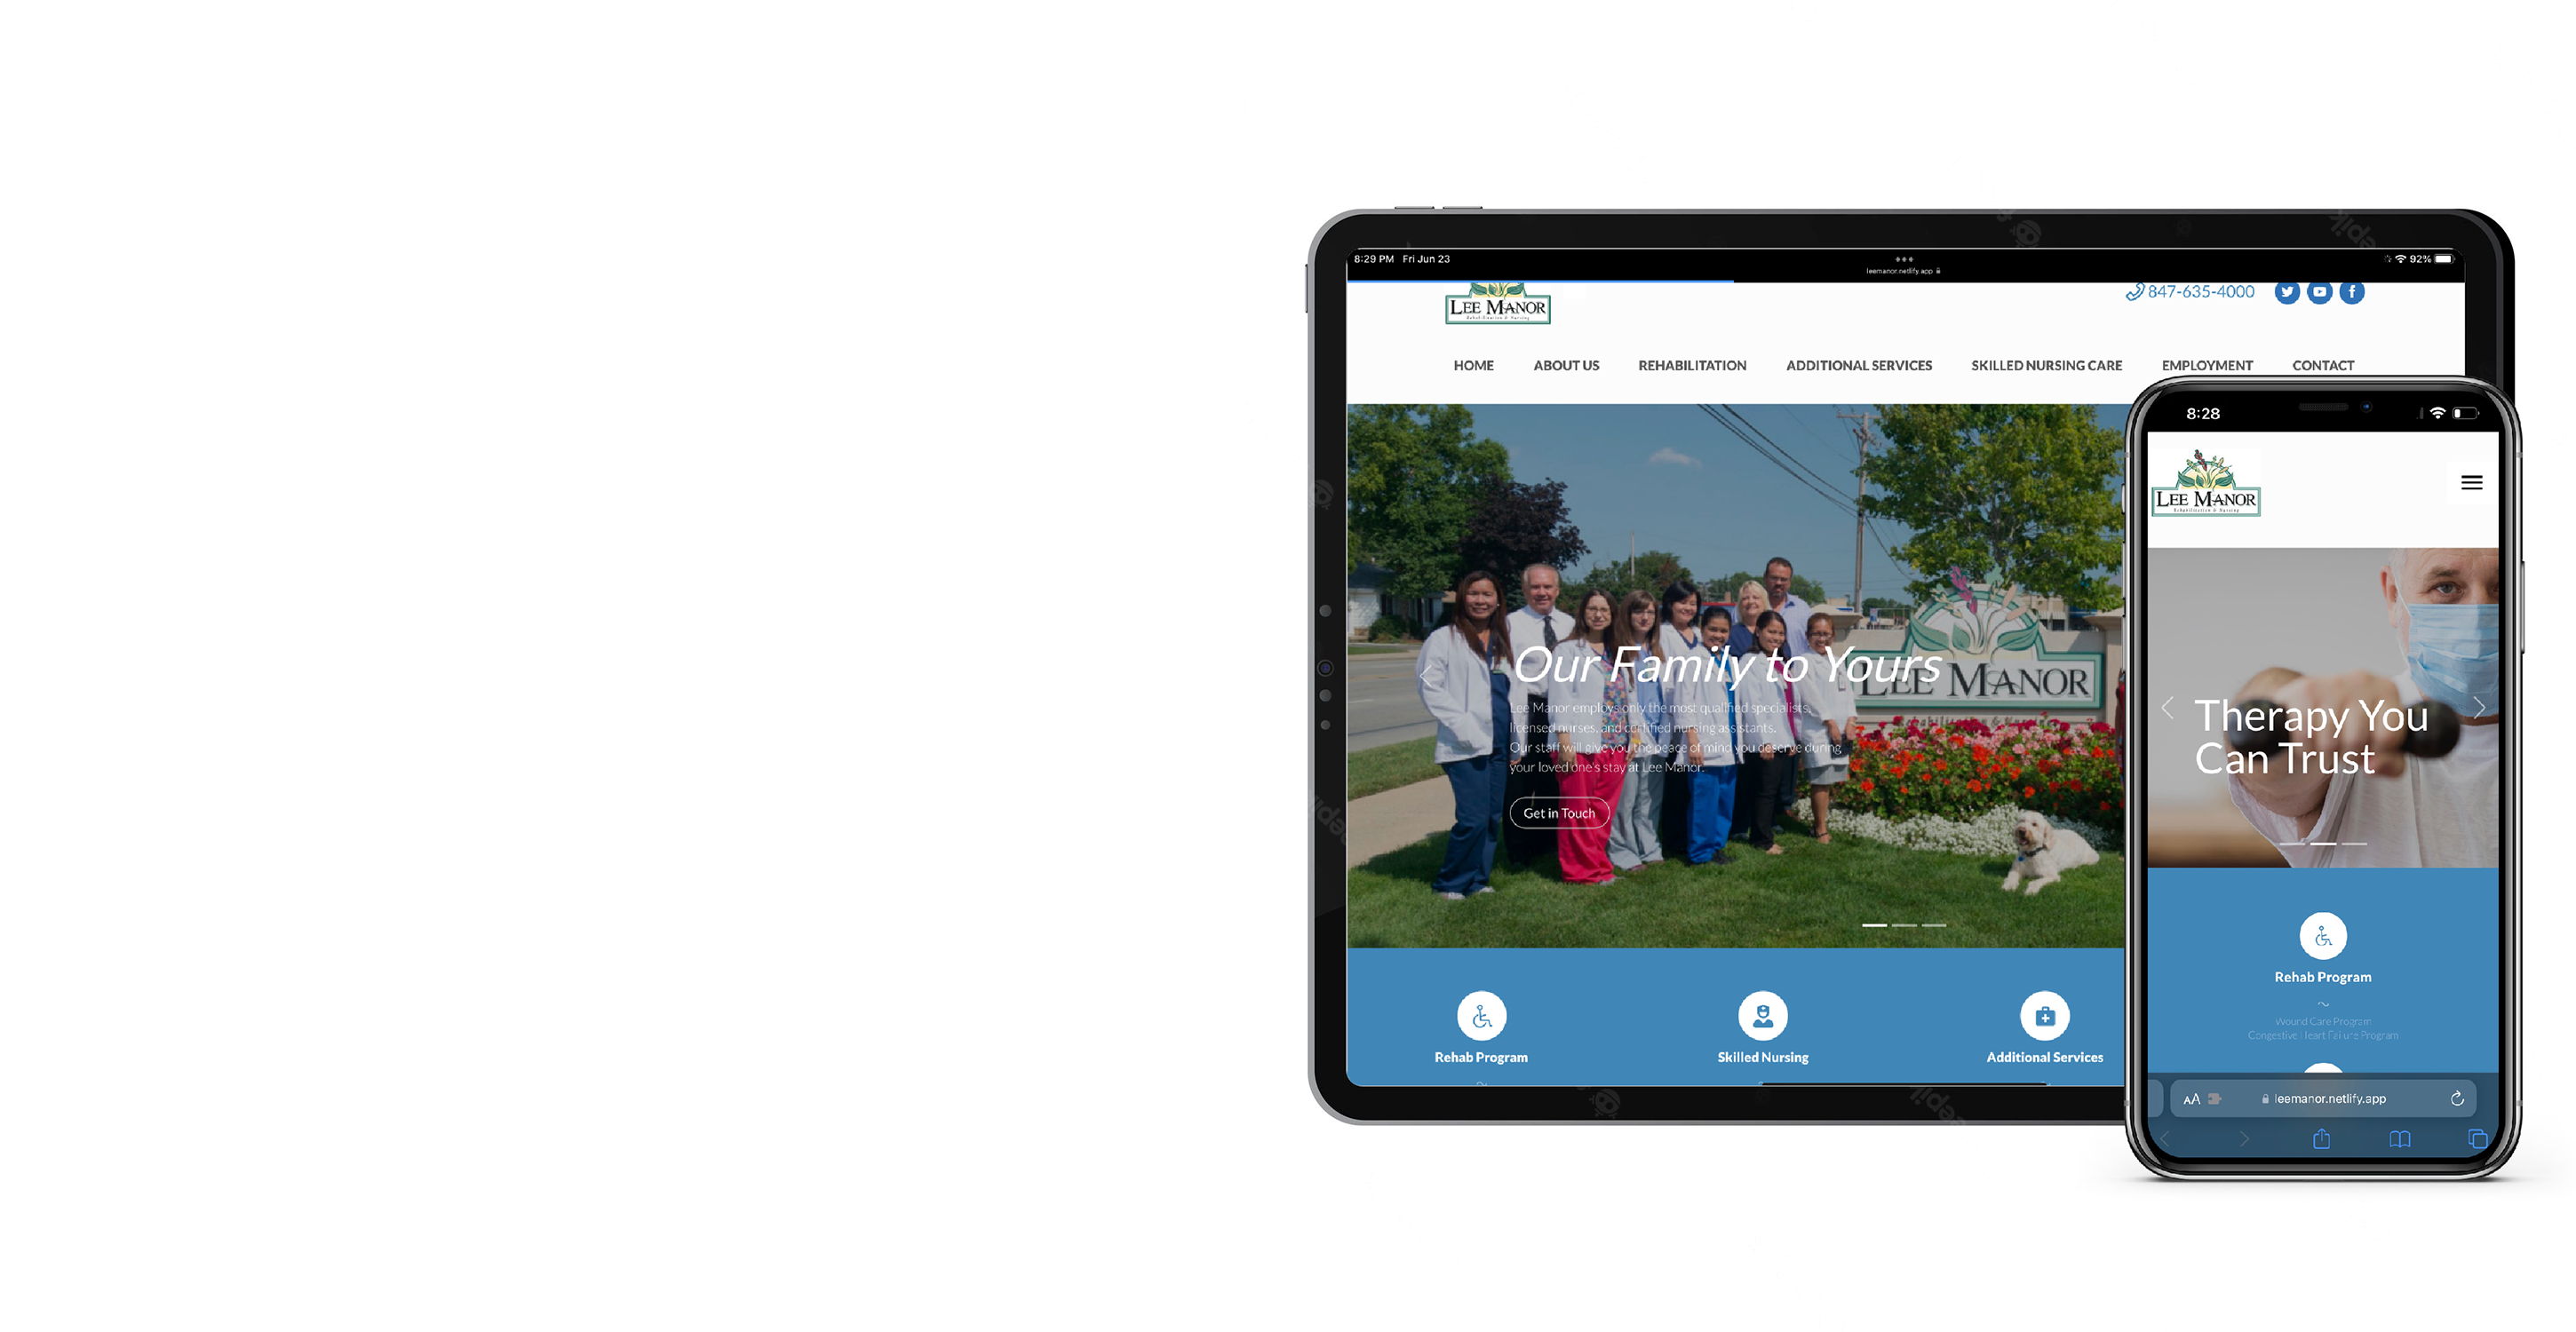 8:29 PM Fri Jun 23
leemanor.netlify.app
92%
LEE MANOR
Rehabilitation & Nursing
847-635-4000
HOME ABOUT US REHABILITATION ADDITIONAL SERVICES SKILLED NURSING CARE EMPLOYMENT CONTACT
LEE MANOR
Our Family to Yours
Lee Manor employs only the most qualified specialists,
licensed nurses, and certified nursing assistants.
Our staff will give you the peace of mind you deserve during
your loved one's stay at Lee Manor.
Get in Touch
Rehab Program
Skilled Nursing
Additional Services
8:28
LEE MANOR
Rehabilitation & Nursing
Therapy You
Can Trust
Rehab Program
~
Wound Care Program
Congestive Heart Failure Program
AA leemanor.netlify.app